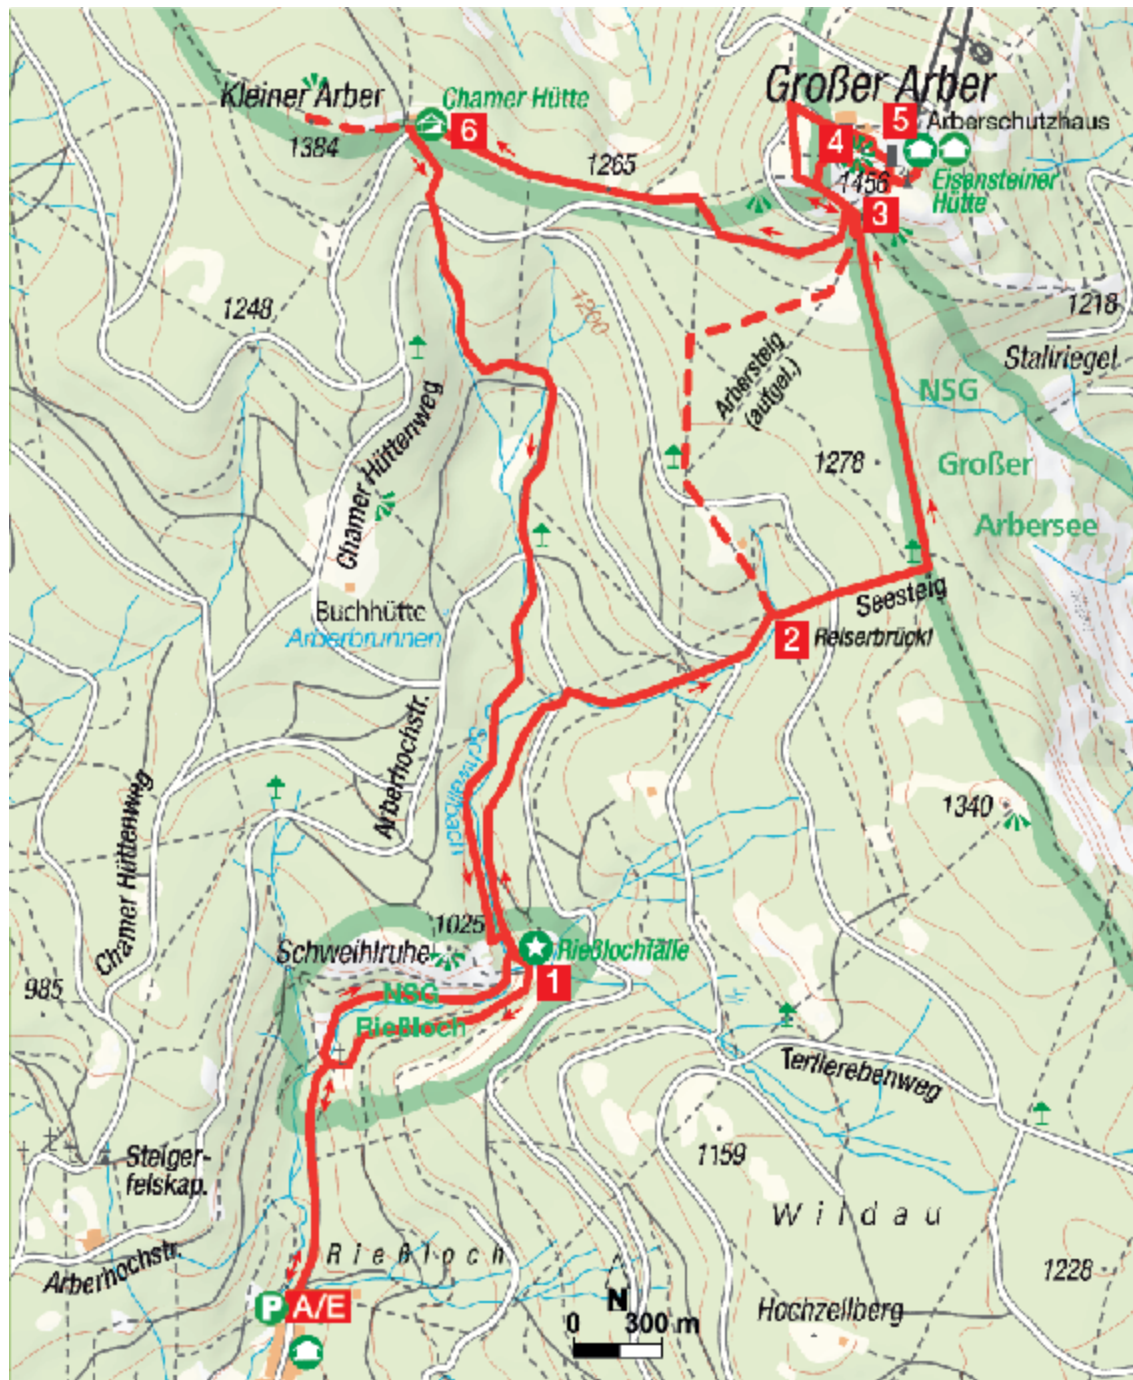 Großer Arber
Kleiner Arber
Chamer Hütte
6
5
Arberschutzhaus
4
1384
1265
1456
Eisensteiner
Hütte
3
1248
1200
1218
Stallriegel
Arbersteig
(aufgel.)
NSG
Großer
Arbersee
Chamer Hüttenweg
1278
Buchhütte
Arberbrunnen
Seesteig
2
Reiserbrückl
Arberhochstr.
Schwellbach
1340
Chamer Hüttenweg
1025
Schweihlruhe
Rießlochfälle
985
NSG
Rießloch
1
Terlierebenweg
Steiger-
felskap.
1159
Wildau
Arberhochstr.
Rießloch
1228
P
A/E
N
0 300 m
Hochzellberg